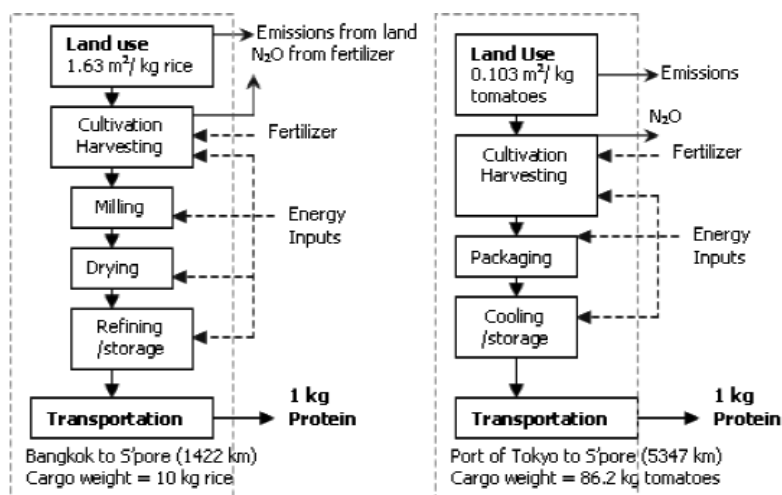 Land use
1.63 m²/ kg rice
Emissions from land
N₂O from fertilizer
Cultivation
Harvesting
Fertilizer
Milling
Energy
Inputs
Drying
Refining
/storage
Transportation
1 kg
Protein
Bangkok to S'pore (1422 km)
Cargo weight = 10 kg rice
Land Use
0.103 m²/ kg
tomatoes
Emissions
N₂O
Cultivation
Harvesting
Fertilizer
Energy
Inputs
Packaging
Cooling
/storage
Transportation
1 kg
Protein
Port of Tokyo to S'pore (5347 km)
Cargo weight = 86.2 kg tomatoes